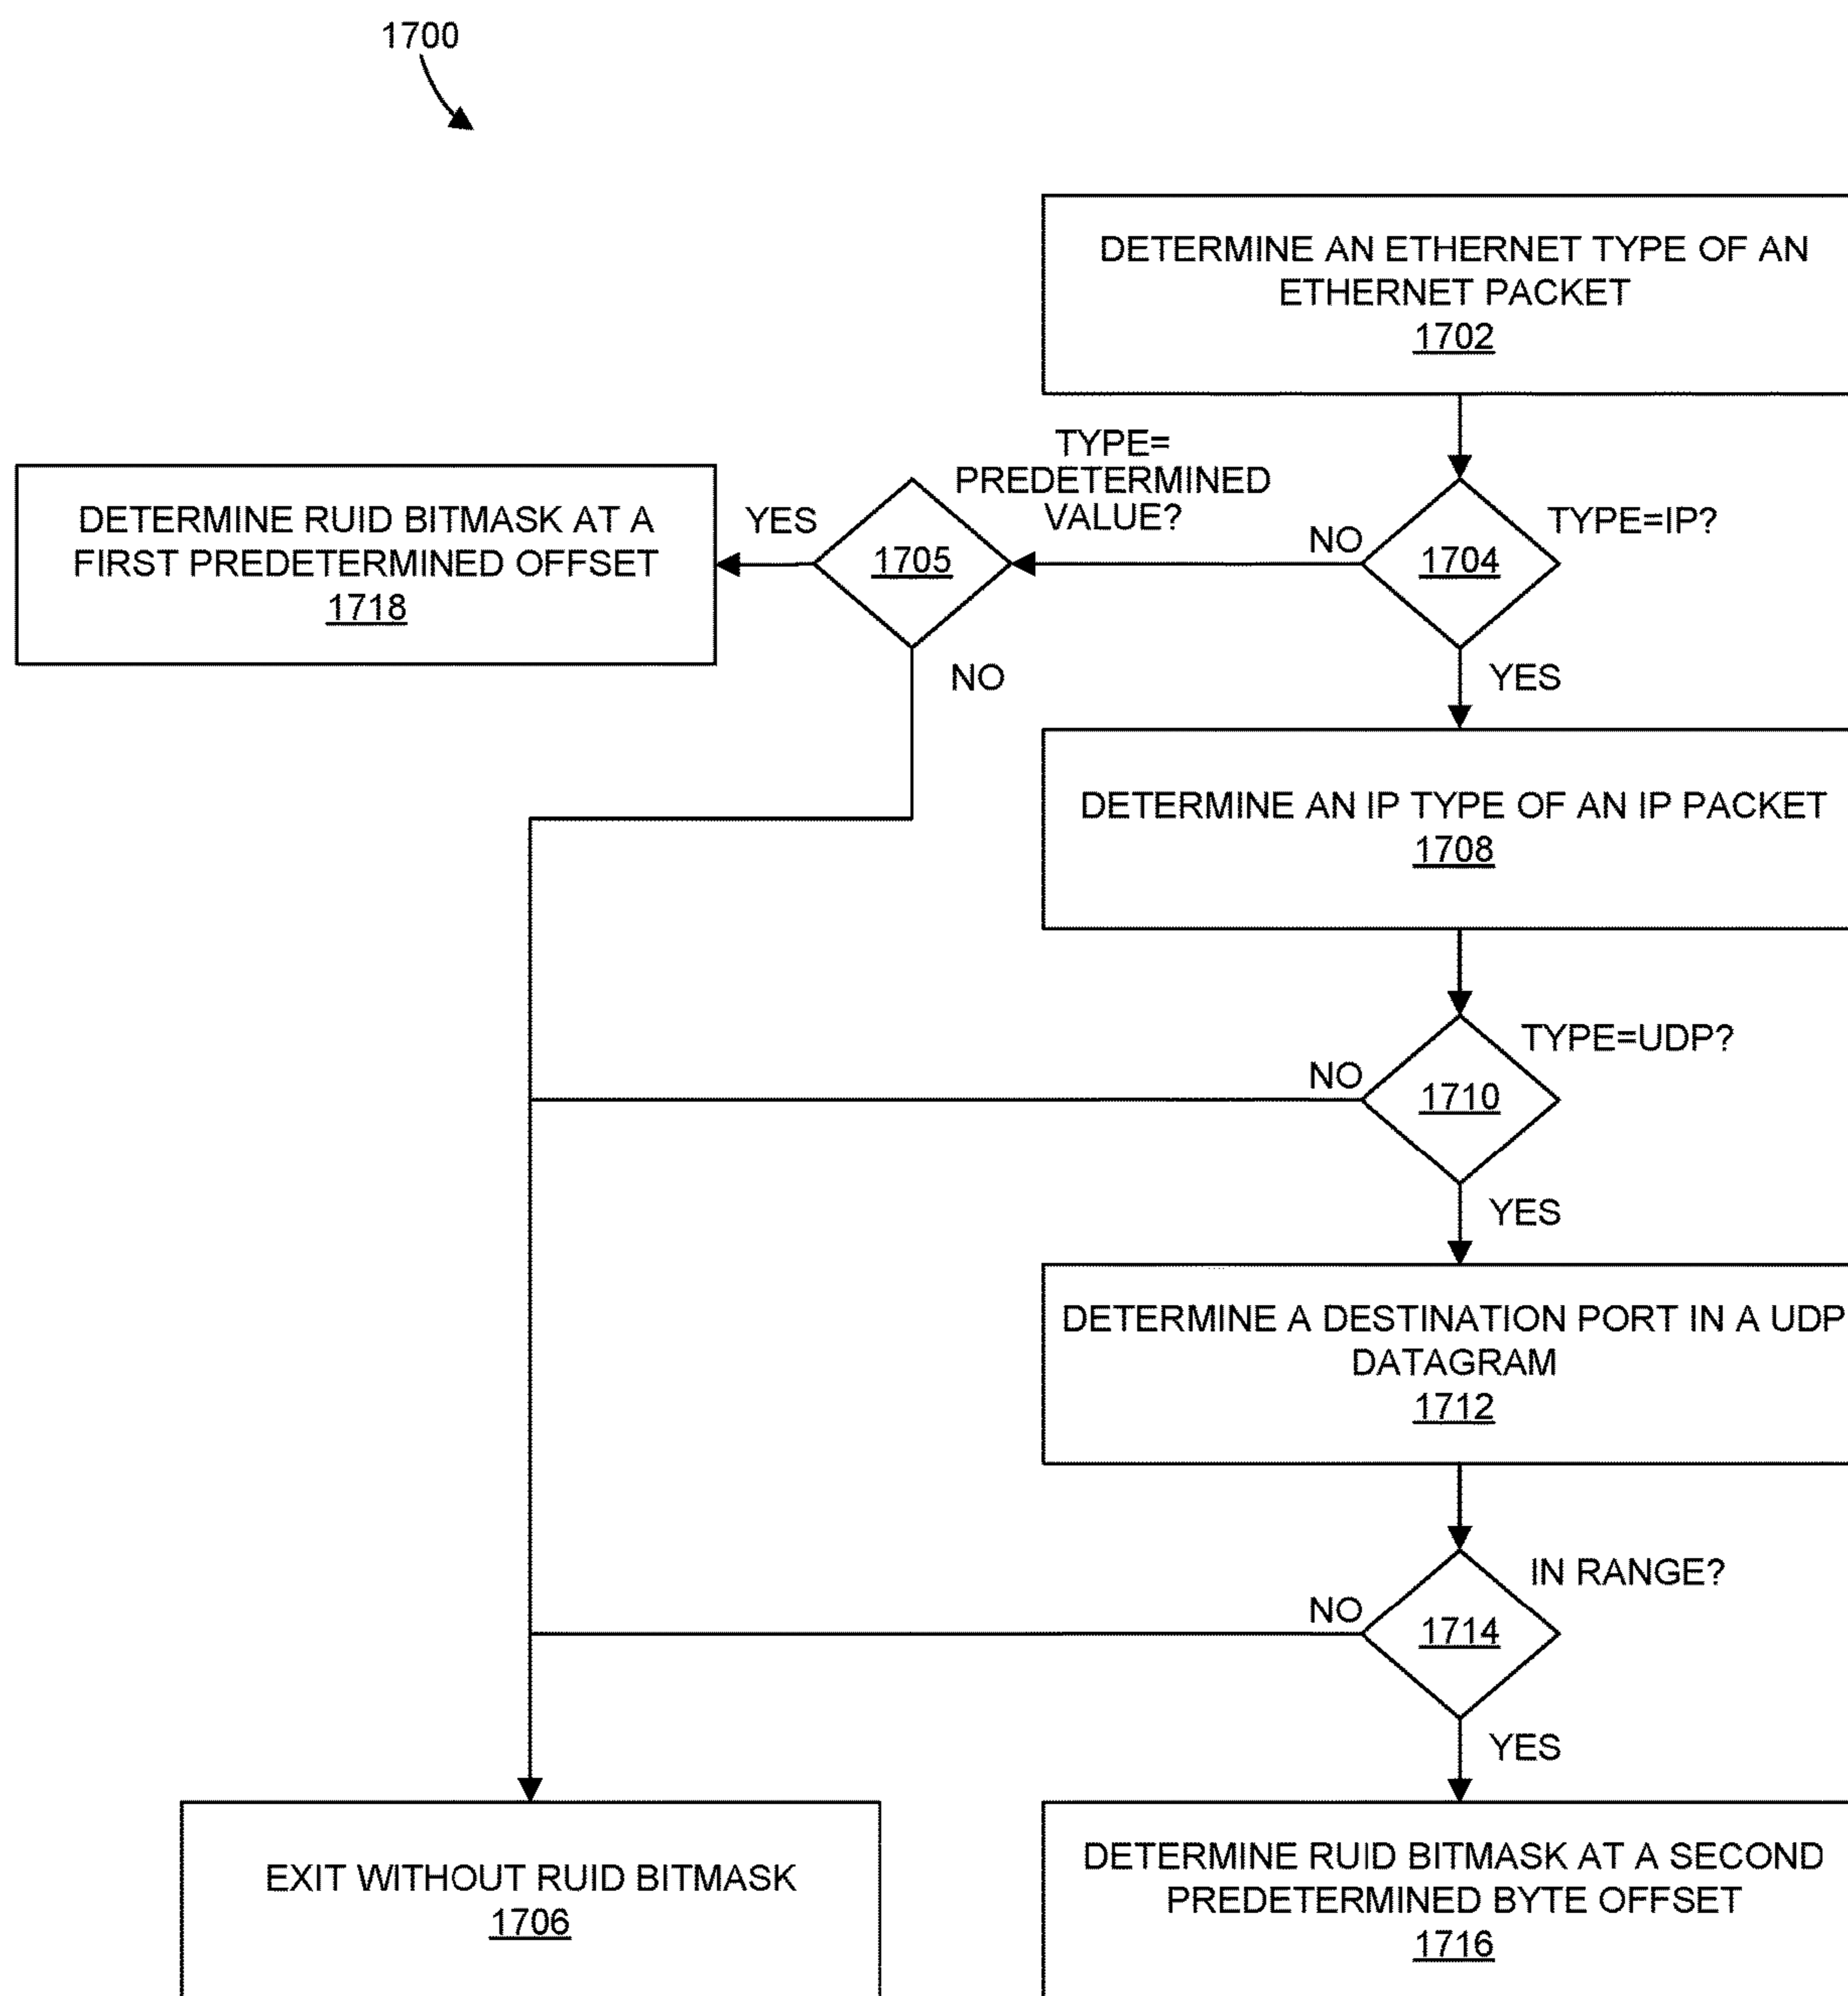 1700
DETERMINE AN ETHERNET TYPE OF AN
ETHERNET PACKET
1702
TYPE=
PREDETERMINED
VALUE?
DETERMINE RUID BITMASK AT A
FIRST PREDETERMINED OFFSET
1718
YES
1705
NO
TYPE=IP?
1704
NO
YES
DETERMINE AN IP TYPE OF AN IP PACKET
1708
TYPE=UDP?
NO
1710
YES
DETERMINE A DESTINATION PORT IN A UDP
DATAGRAM
1712
IN RANGE?
NO
1714
YES
EXIT WITHOUT RUID BITMASK
1706
DETERMINE RUID BITMASK AT A SECOND
PREDETERMINED BYTE OFFSET
1716